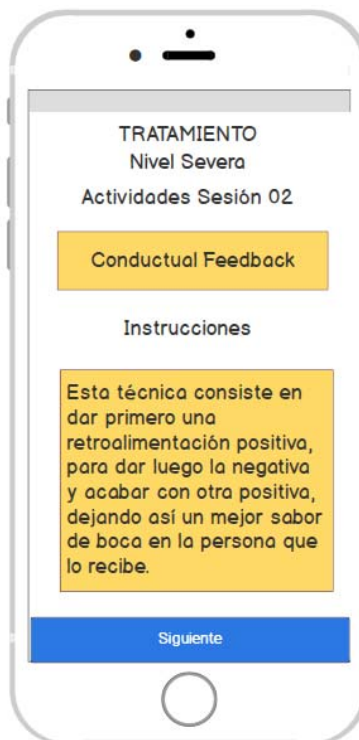 TRATAMIENTO
Nivel Severa
Actividades Sesión 02
Conductual Feedback
Instrucciones
Esta técnica consiste en
dar primero una
retroalimentación positiva,
para dar luego la negativa
y acabar con otra positiva,
dejando así un mejor sabor
de boca en la persona que
lo recibe.
Siguiente